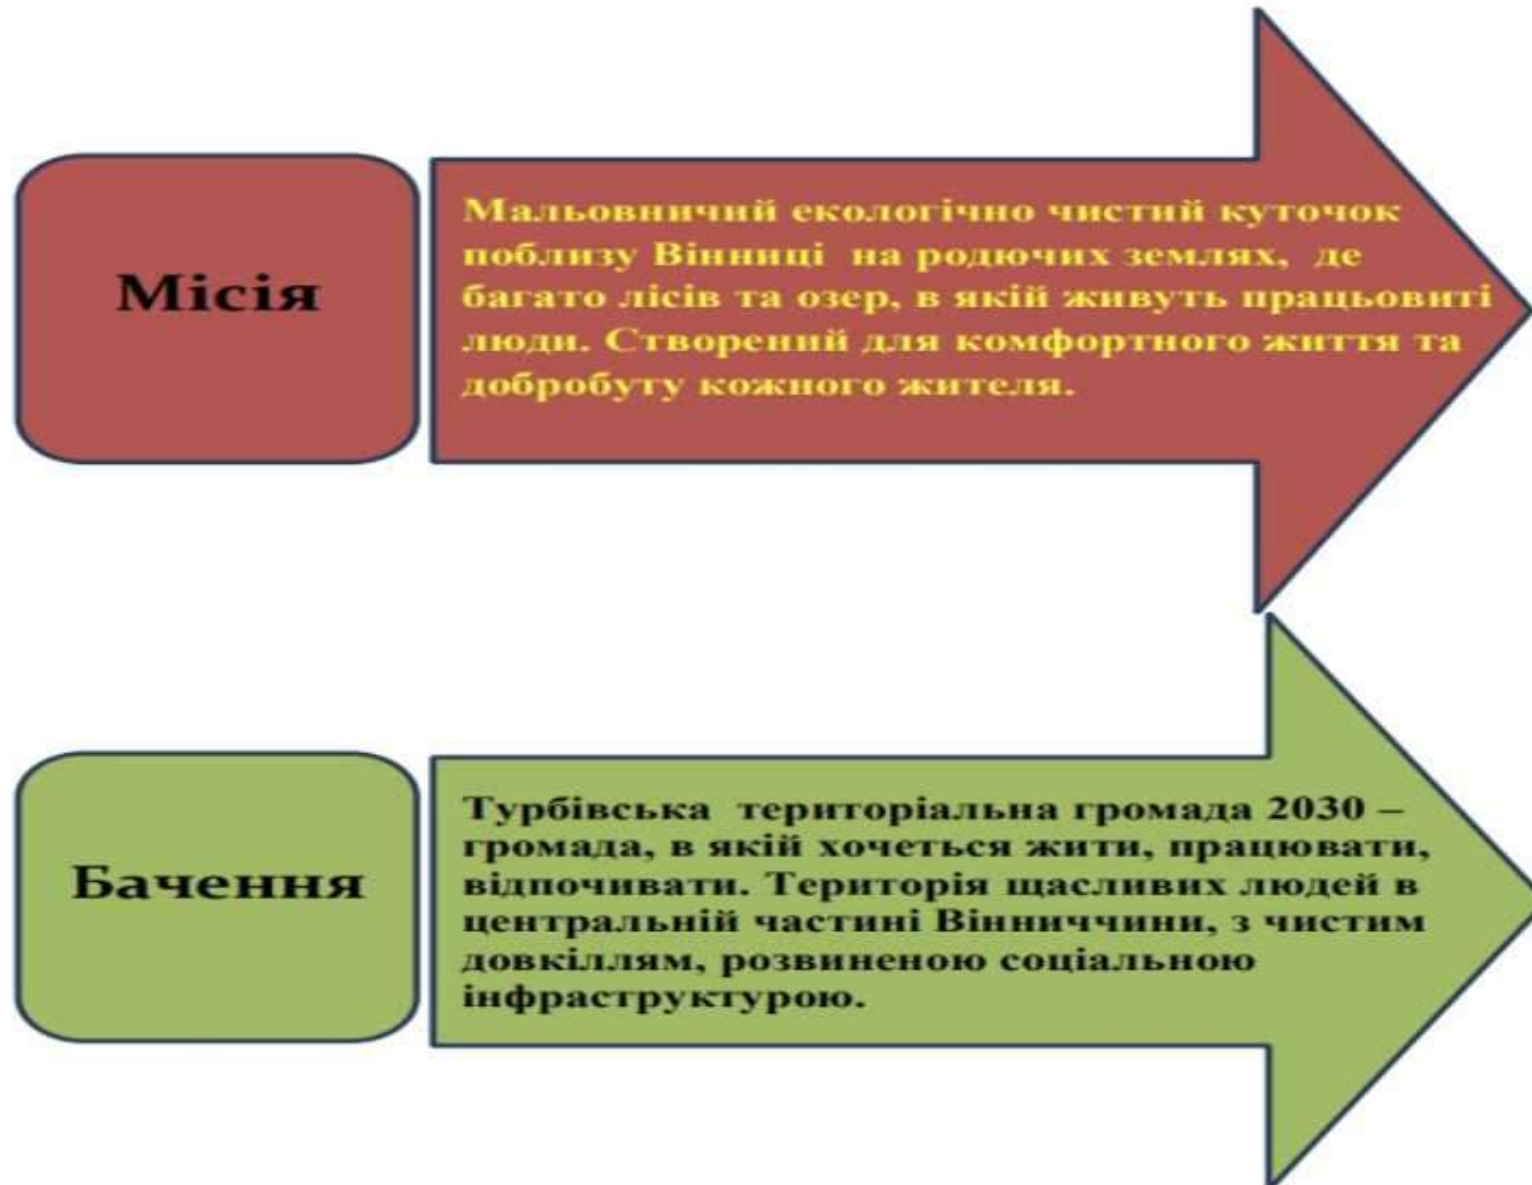 Місія
Мальовничий екологічно чистий куточок
поблизу Вінниці на родючих землях, де
багато лісів та озер, в якій живуть працьовиті
люди. Створений для комфортного життя та
добробуту кожного жителя.
Бачення
Турбівська територіальна громада 2030 –
громада, в якій хочеться жити, працювати,
відпочивати. Територія щасливих людей в
центральній частині Вінниччини, з чистим
довкіллям, розвиненою соціальною
інфраструктурою.